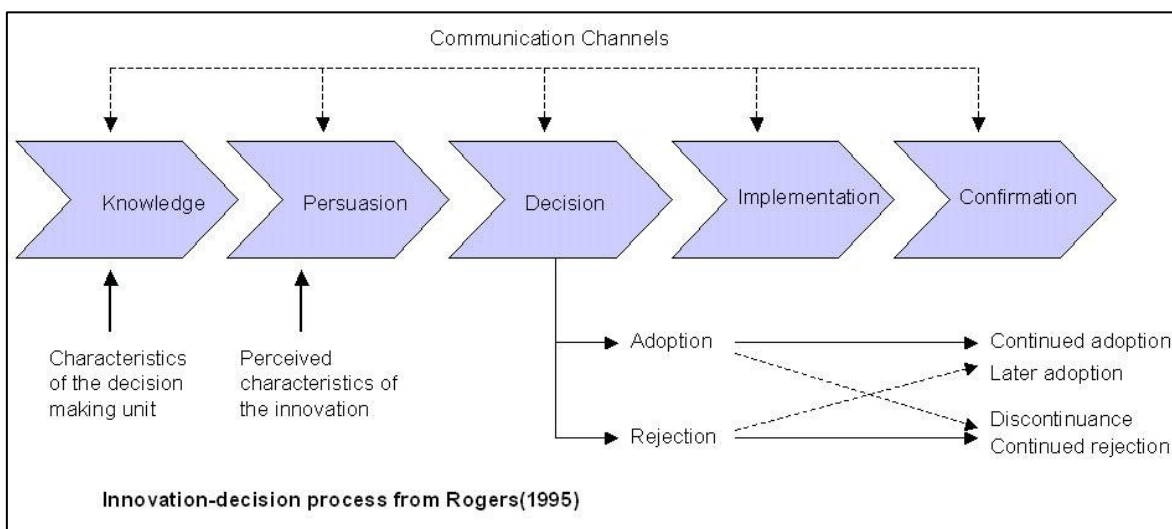 Communication Channels
Knowledge
Persuasion
Decision
Implementation
Confirmation
Characteristics
of the decision
making unit
Perceived
characteristics of
the innovation
Adoption
Rejection
Continued adoption
Later adoption
Discontinuance
Continued rejection
Innovation-decision process from Rogers(1995)